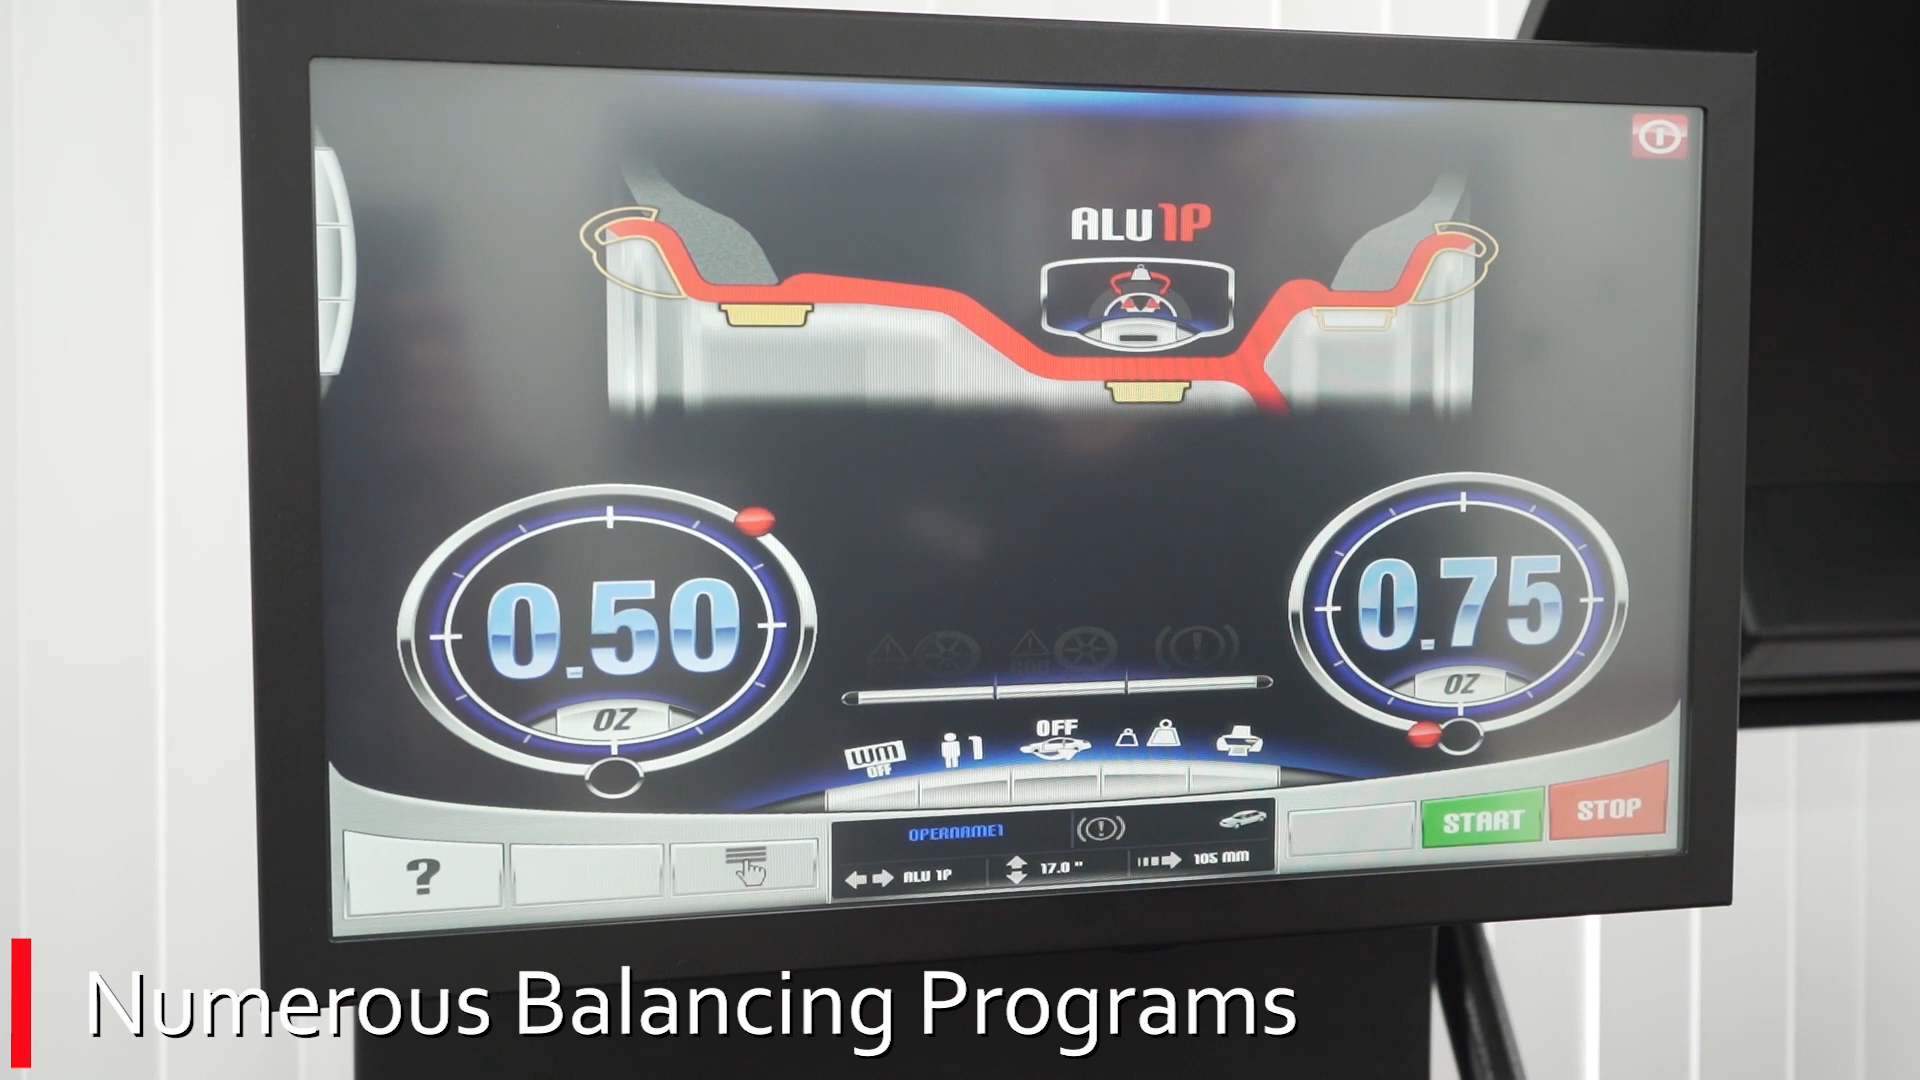 ALU 1P
0.50
OZ
0.75
OZ
WM
OFF
1
OFF
OPERNAME1
ALU 1P
17.0 "
105 MM
?
START
STOP
Numerous Balancing Programs